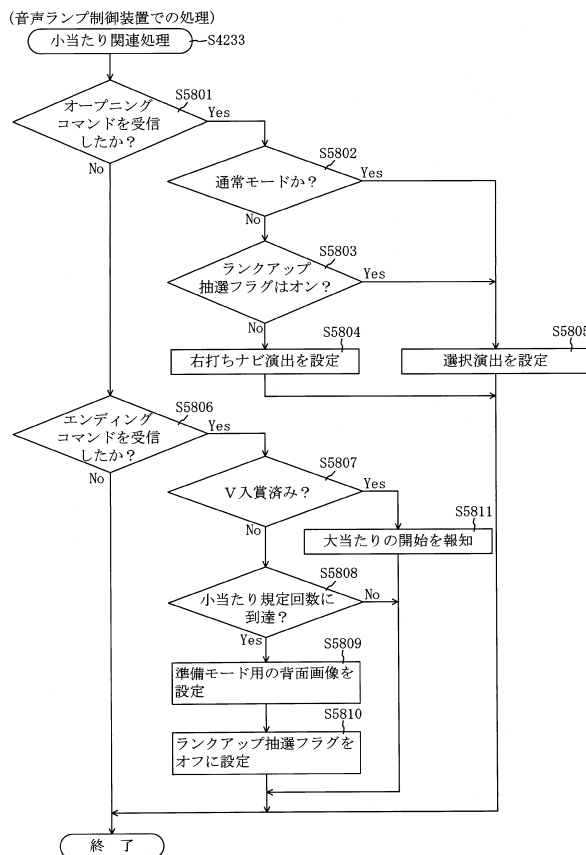 (音声ランプ制御装置での処理)
小当たり関連処理
S4233
S5801
オープニング
コマンドを受信
したか?
Yes
No
S5802
通常モードか?
Yes
No
S5803
ランクアップ
抽選フラグはオン?
Yes
No
S5804
右打ちナビ演出を設定
S5805
選択演出を設定
S5806
エンディング
コマンドを受信
したか?
Yes
No
S5807
V入賞済み?
Yes
No
S5811
大当たりの開始を報知
S5808
小当たり規定回数に
到達?
No
Yes
S5809
準備モード用の背面画像を
設定
S5810
ランクアップ抽選フラグを
オフに設定
終 了